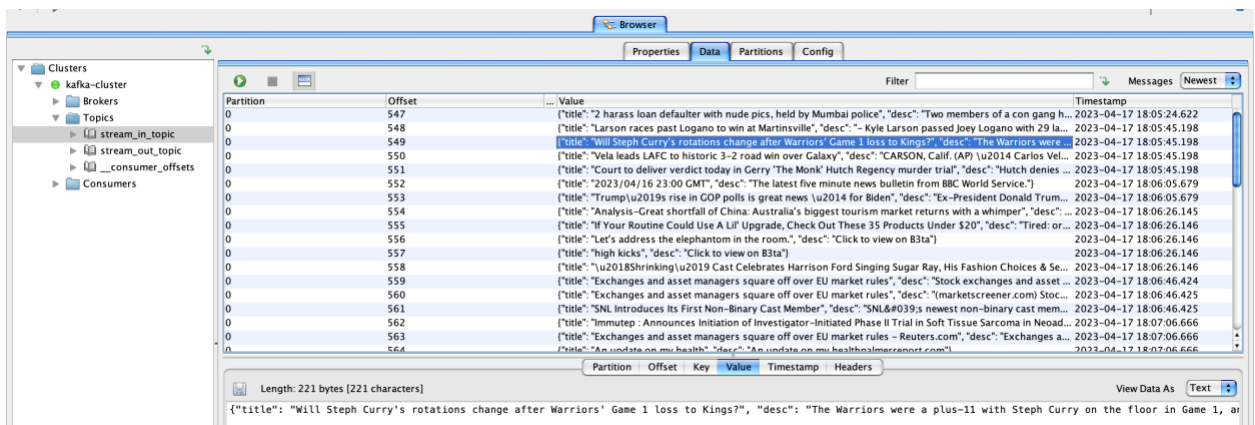 Browser
Properties Data Partitions Config
Clusters
kafka-cluster
Brokers
Topics
stream_in_topic
stream_out_topic
__consumer_offsets
Consumers
Filter Messages Newest
Partition Offset ... Value Timestamp
0 547 {"title": "2 harass loan defaulter with nude pics, held by Mumbai police", "desc": "Two members of a con gang h... 2023-04-17 18:05:24.622
0 548 {"title": "Larson races past Logano to win at Martinsville", "desc": "- Kyle Larson passed Joey Logano with 29 la... 2023-04-17 18:05:45.198
0 549 {"title": "Will Steph Curry's rotations change after Warriors' Game 1 loss to Kings?", "desc": "The Warriors were ... 2023-04-17 18:05:45.198
0 550 {"title": "Vela leads LAFC to historic 3-2 road win over Galaxy", "desc": "CARSON, Calif. (AP) \u2014 Carlos Vel... 2023-04-17 18:05:45.198
0 551 {"title": "Court to deliver verdict today in Gerry 'The Monk' Hutch Regency murder trial", "desc": "Hutch denies ... 2023-04-17 18:05:45.198
0 552 {"title": "2023/04/16 23:00 GMT", "desc": "The latest five minute news bulletin from BBC World Service."} 2023-04-17 18:06:05.679
0 553 {"title": "Trump\u2019s rise in GOP polls is great news \u2014 for Biden", "desc": "Ex-President Donald Trum... 2023-04-17 18:06:05.679
0 554 {"title": "Analysis-Great shortfall of China: Australia's biggest tourism market returns with a whimper", "desc": ... 2023-04-17 18:06:26.145
0 555 {"title": "If Your Routine Could Use A Lil' Upgrade, Check Out These 35 Products Under $20", "desc": "Tired: or... 2023-04-17 18:06:26.146
0 556 {"title": "Let's address the elephantom in the room.", "desc": "Click to view on B3ta"} 2023-04-17 18:06:26.146
0 557 {"title": "high kicks", "desc": "Click to view on B3ta"} 2023-04-17 18:06:26.146
0 558 {"title": "\u2018Shrinking\u2019 Cast Celebrates Harrison Ford Singing Sugar Ray, His Fashion Choices & Se... 2023-04-17 18:06:26.146
0 559 {"title": "Exchanges and asset managers square off over EU market rules", "desc": "Stock exchanges and asset ... 2023-04-17 18:06:46.424
0 560 {"title": "Exchanges and asset managers square off over EU market rules", "desc": "(marketscreener.com) Stoc... 2023-04-17 18:06:46.425
0 561 {"title": "SNL Introduces Its First Non-Binary Cast Member", "desc": "SNL&#039;s newest non-binary cast mem... 2023-04-17 18:06:46.425
0 562 {"title": "Immutep : Announces Initiation of Investigator-Initiated Phase II Trial in Soft Tissue Sarcoma in Neoad... 2023-04-17 18:07:06.666
0 563 {"title": "Exchanges and asset managers square off over EU market rules - Reuters.com", "desc": "Exchanges a... 2023-04-17 18:07:06.666
0 564 {"title": "An update on my health", "desc": "An update on my healthpalmerreport.com"} 2023-04-17 18:07:06.666
Partition Offset Key Value Timestamp Headers
Length: 221 bytes [221 characters] View Data As Text
{"title": "Will Steph Curry's rotations change after Warriors' Game 1 loss to Kings?", "desc": "The Warriors were a plus-11 with Steph Curry on the floor in Game 1, ar